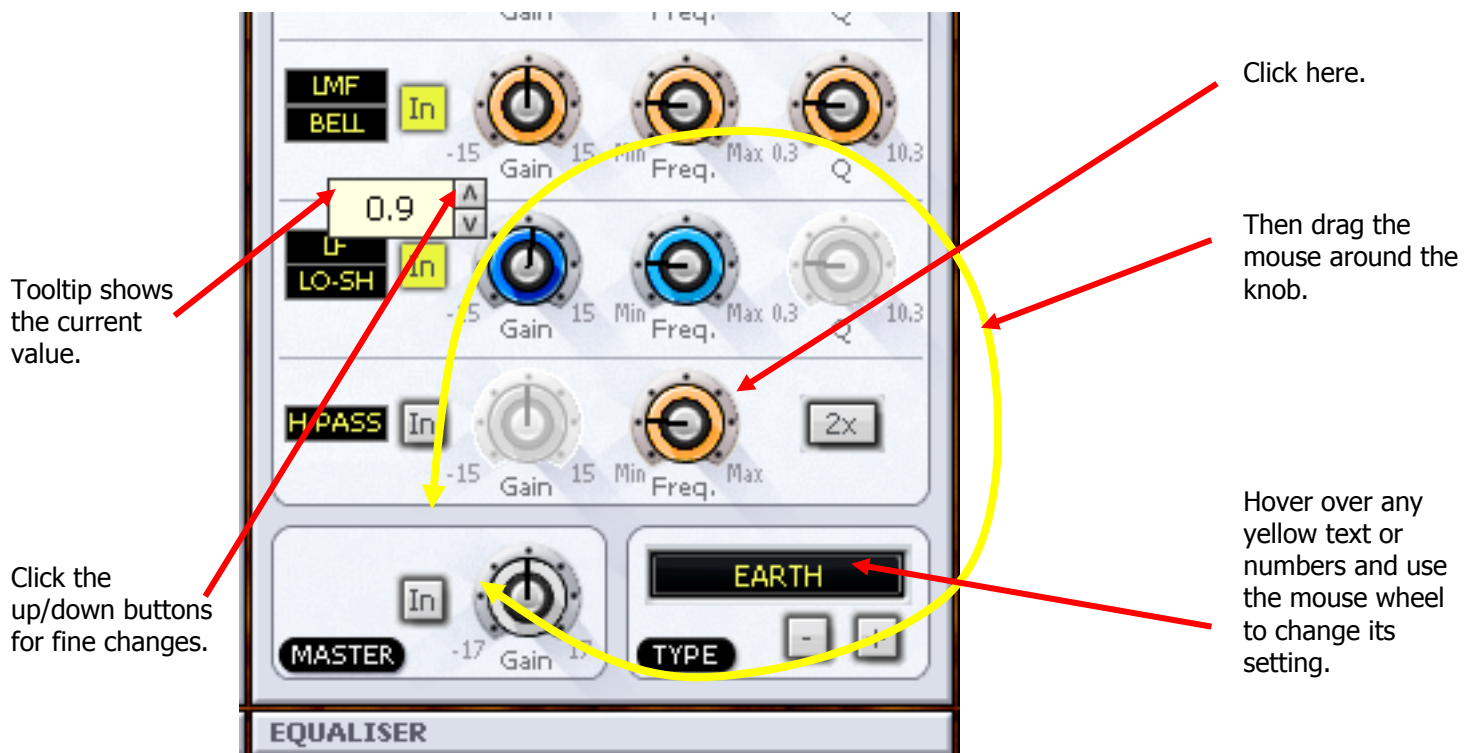 Gain Freq. Q
LMF
BELL
In
-15 15 Min Max 0.3 10.3
Gain Freq. Q
0.9
Λ
V
LF
LO-SH
In
-15 15 Min Max 0.3 10.3
Gain Freq. Q
H-PASS In 2x
-15 15 Min Max
Gain Freq.
In
EARTH
- +
MASTER
-17 17
Gain
TYPE
EQUALISER
Tooltip shows
the current
value.
Click the
up/down buttons
for fine changes.
Click here.
Then drag the
mouse around the
knob.
Hover over any
yellow text or
numbers and use
the mouse wheel
to change its
setting.